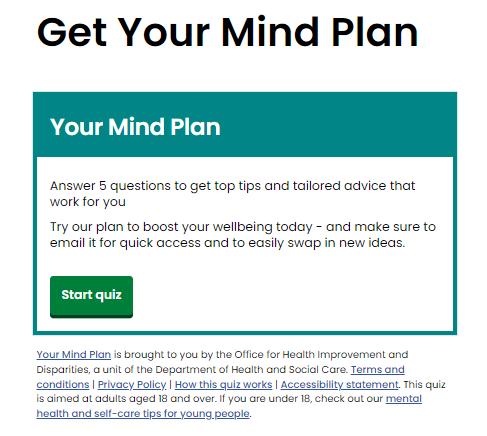 Get Your Mind Plan
Your Mind Plan
Answer 5 questions to get top tips and tailored advice that
work for you
Try our plan to boost your wellbeing today - and make sure to
email it for quick access and to easily swap in new ideas.
Start quiz
Your Mind Plan is brought to you by the Office for Health Improvement and
Disparities, a unit of the Department of Health and Social Care. Terms and
conditions | Privacy Policy | How this quiz works | Accessibility statement. This quiz
is aimed at adults aged 18 and over. If you are under 18, check out our mental
health and self-care tips for young people.